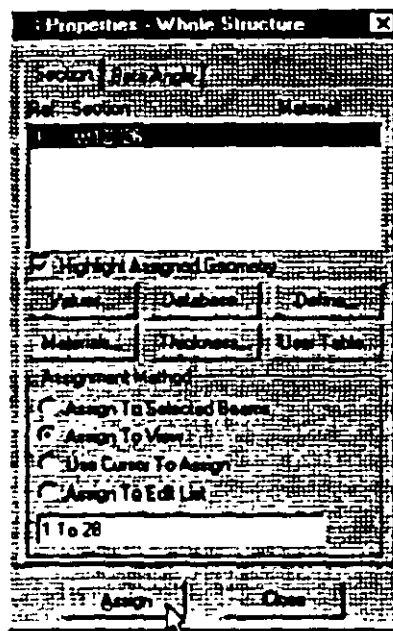 Properties - Whole Structure
Section Beta Angle
Ref Section Material
1
Highlight Assigned Geometry
Values... Database... Define...
Materials... Thickness... User Table...
Assignment Method
Assign To Selected Beams
Assign To View
Use Cursor To Assign
Assign To Edit List
1 To 28
Assign Close